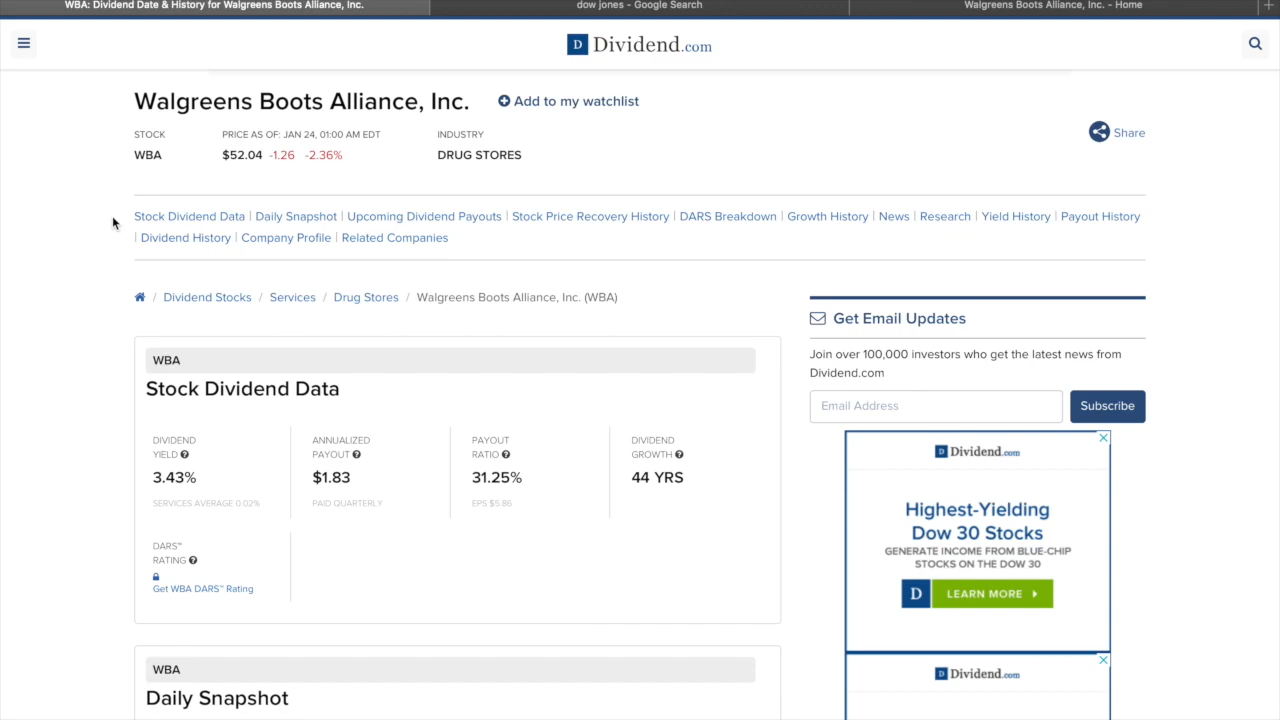 WBA: Dividend Date & History for Walgreens Boots Alliance, Inc.
dow jones - Google Search
Walgreens Boots Alliance, Inc. - Home
D Dividend.com
Walgreens Boots Alliance, Inc.
Add to my watchlist
STOCK
PRICE AS OF: JAN 24, 01:00 AM EDT
INDUSTRY
WBA
$52.04 -1.26 -2.36%
DRUG STORES
Share
Stock Dividend Data | Daily Snapshot | Upcoming Dividend Payouts | Stock Price Recovery History | DARS Breakdown | Growth History | News | Research | Yield History | Payout History
| Dividend History | Company Profile | Related Companies
/ Dividend Stocks / Services / Drug Stores / Walgreens Boots Alliance, Inc. (WBA)
WBA
Stock Dividend Data
DIVIDEND
YIELD
3.43%
SERVICES AVERAGE 0.02%
ANNUALIZED
PAYOUT
$1.83
PAID QUARTERLY
PAYOUT
RATIO
31.25%
EPS $5.86
DIVIDEND
GROWTH
44 YRS
DARS™
RATING
Get WBA DARS™ Rating
WBA
Daily Snapshot
Get Email Updates
Join over 100,000 investors who get the latest news from
Dividend.com
Email Address
Subscribe
D Dividend.com
Highest-Yielding
Dow 30 Stocks
GENERATE INCOME FROM BLUE-CHIP
STOCKS ON THE DOW 30
D LEARN MORE
D Dividend.com